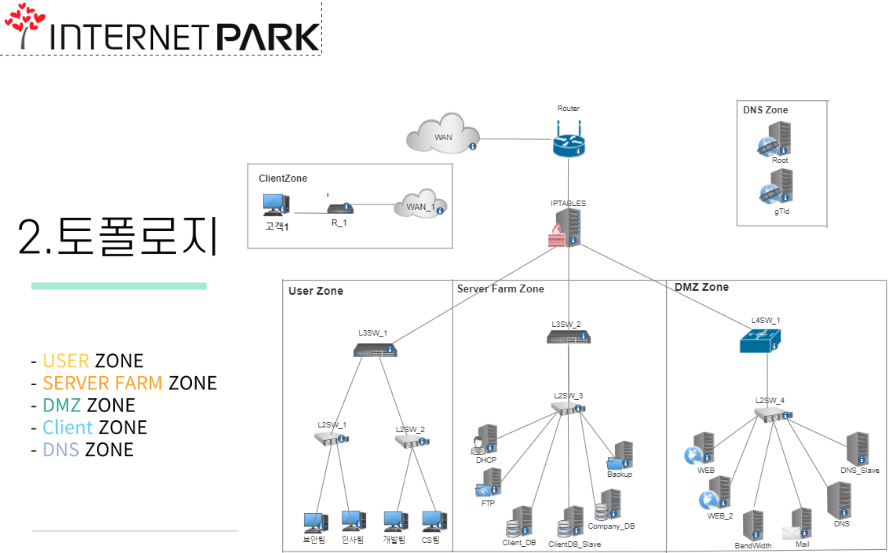 INTERNETPARK
2.토폴로지
- USER ZONE
- SERVER FARM ZONE
- DMZ ZONE
- Client ZONE
- DNS ZONE
Router
WAN
DNS Zone
Root
gTld
ClientZone
고객1
R_1
WAN_1
IPTABLES
User Zone
L3SW_1
L2SW_1
L2SW_2
보안팀
인사팀
개발팀
CS팀
Server Farm Zone
L3SW_2
L2SW_3
DHCP
FTP
Client_DB
ClientDB_Slave
Company_DB
Backup
DMZ Zone
L4SW_1
L2SW_4
WEB
WEB_2
BandWidth
Mail
DNS
DNS_Slave